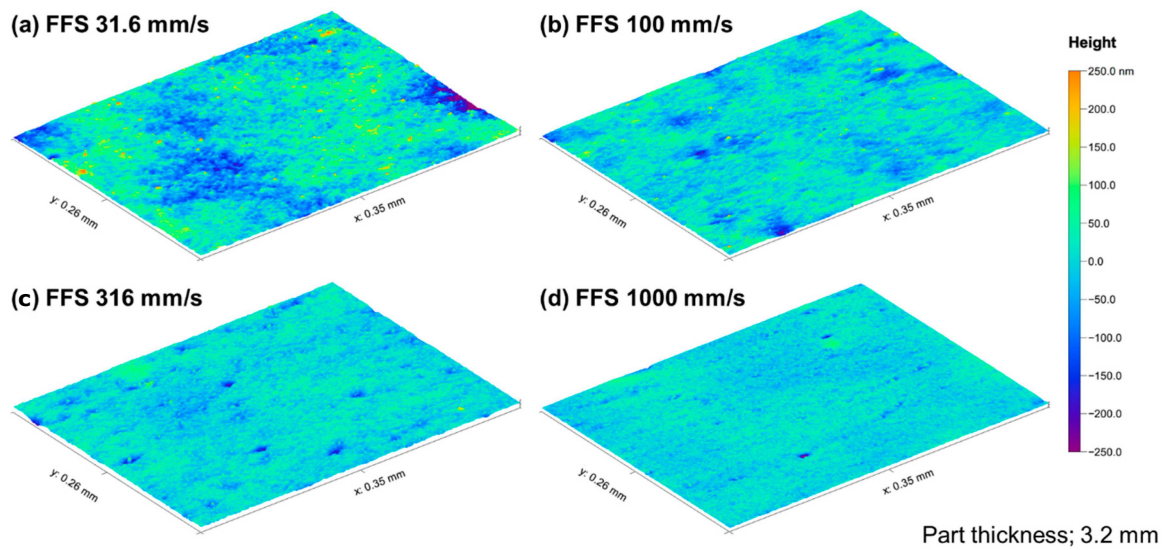 (a) FFS 31.6 mm/s
(b) FFS 100 mm/s
Height
250.0 nm
200.0
150.0
100.0
50.0
0.0
−50.0
−100.0
−150.0
−200.0
−250.0
y: 0.26 mm
x: 0.35 mm
y: 0.26 mm
x: 0.35 mm
(c) FFS 316 mm/s
(d) FFS 1000 mm/s
y: 0.26 mm
x: 0.35 mm
y: 0.26 mm
x: 0.35 mm
Part thickness; 3.2 mm